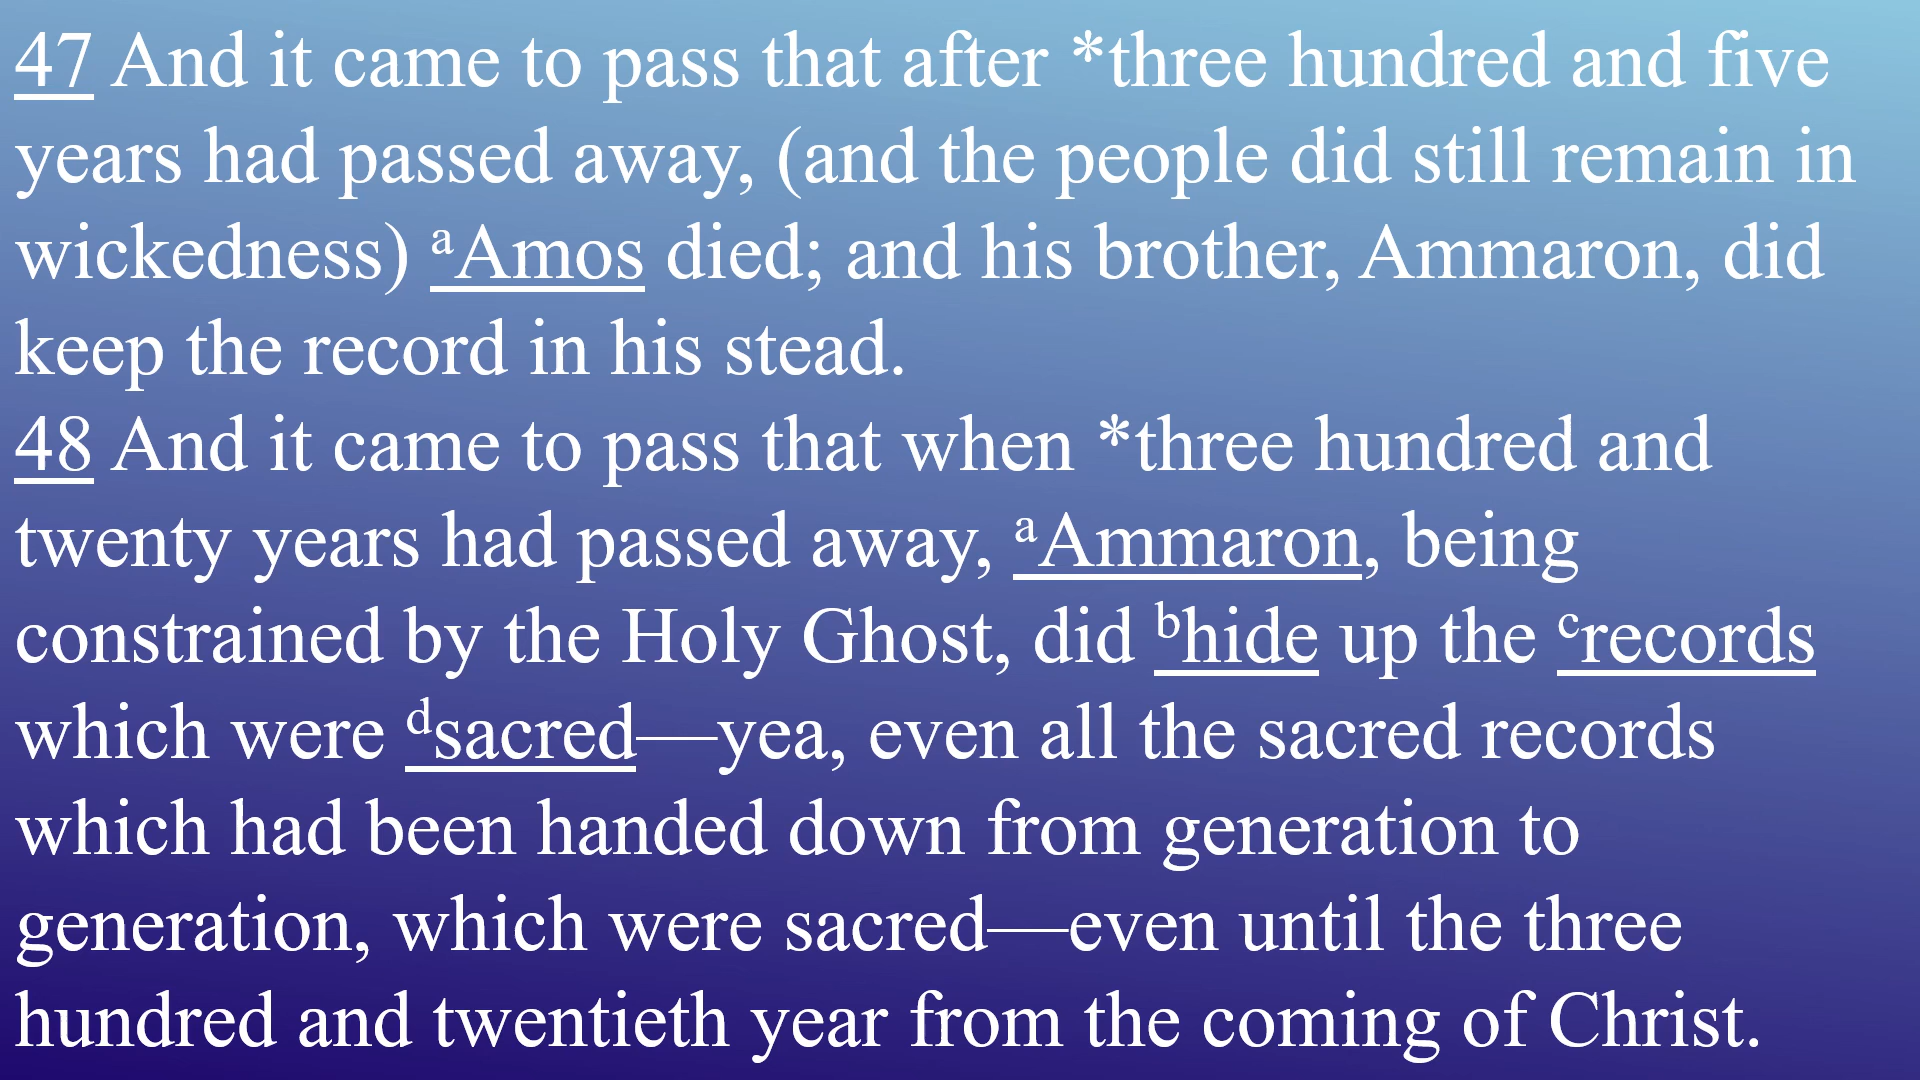 47 And it came to pass that after *three hundred and five
years had passed away, (and the people did still remain in
wickedness) aAmos died; and his brother, Ammaron, did
keep the record in his stead.
48 And it came to pass that when *three hundred and
twenty years had passed away, aAmmaron, being
constrained by the Holy Ghost, did bhide up the crecords
which were dsacred—yea, even all the sacred records
which had been handed down from generation to
generation, which were sacred—even until the three
hundred and twentieth year from the coming of Christ.